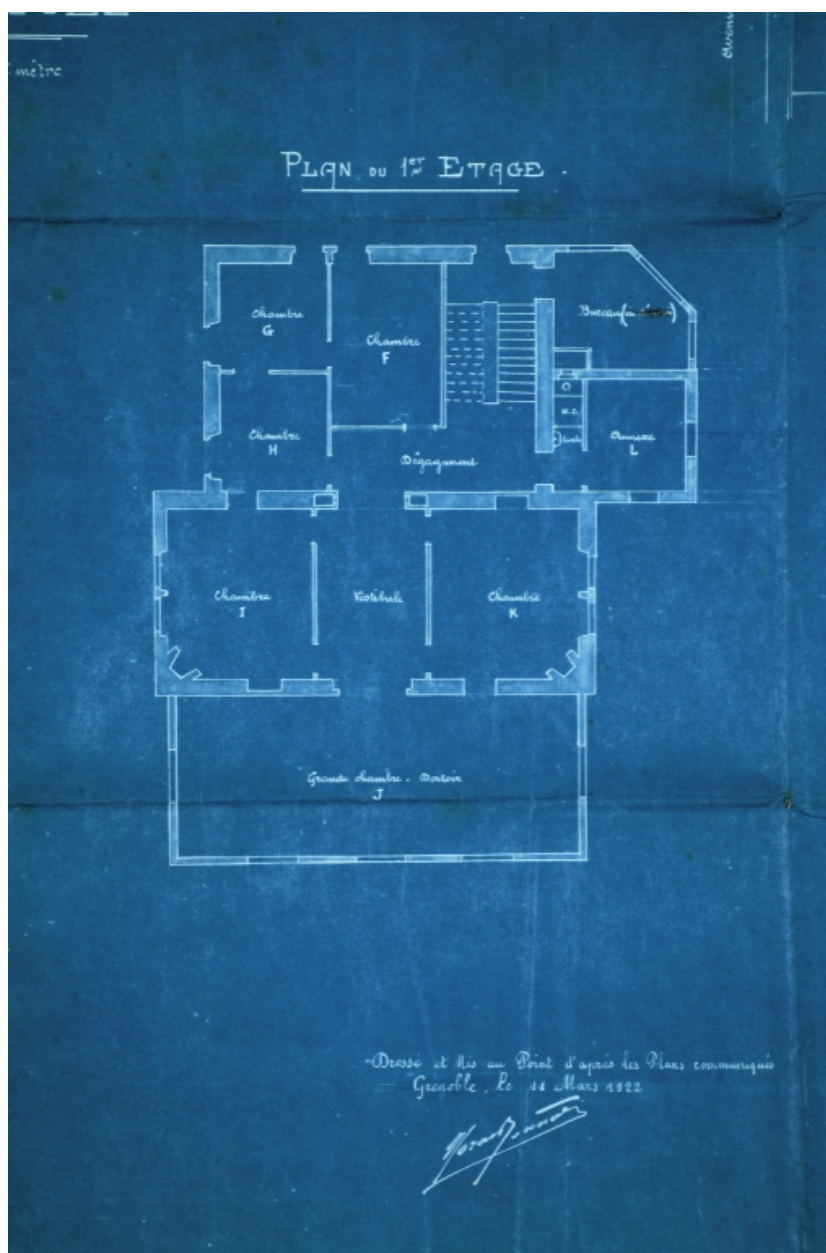 mètre
PLAN DU 1er ETAGE.
Chambre
G
Chambre
F
Bureau
Chambre
H
W.C.
Annexe
L
Dégagement
Chambre
I
Vestibule
Chambre
K
Grande chambre - Dortoir
J
Dressé et Mis au Point d'après les Plans communiqués
Grenoble, le 11 Mars 1922